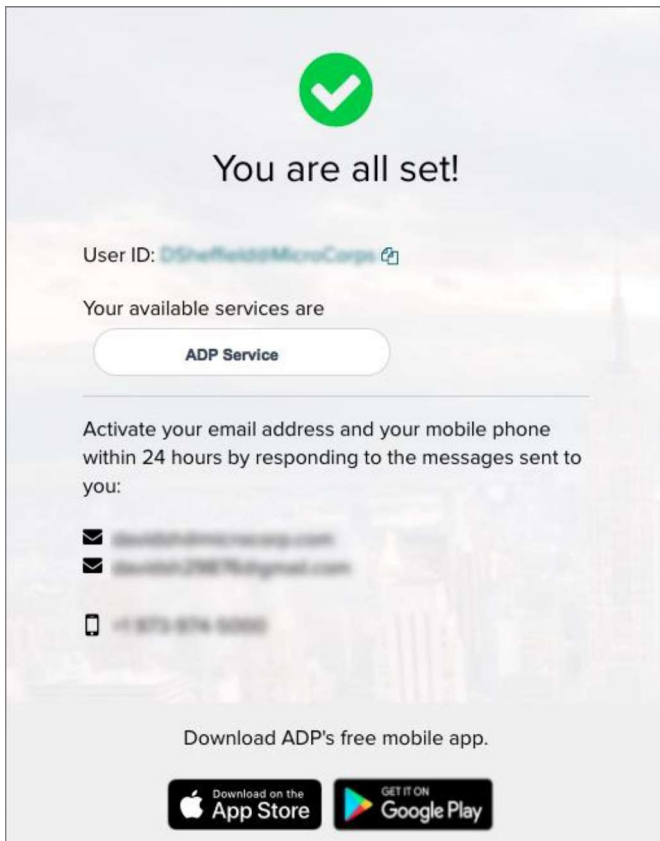 You are all set!
User ID:
Your available services are
ADP Service
Activate your email address and your mobile phone
within 24 hours by responding to the messages sent to
you:
Download ADP's free mobile app.
Download on the
App Store
GET IT ON
Google Play